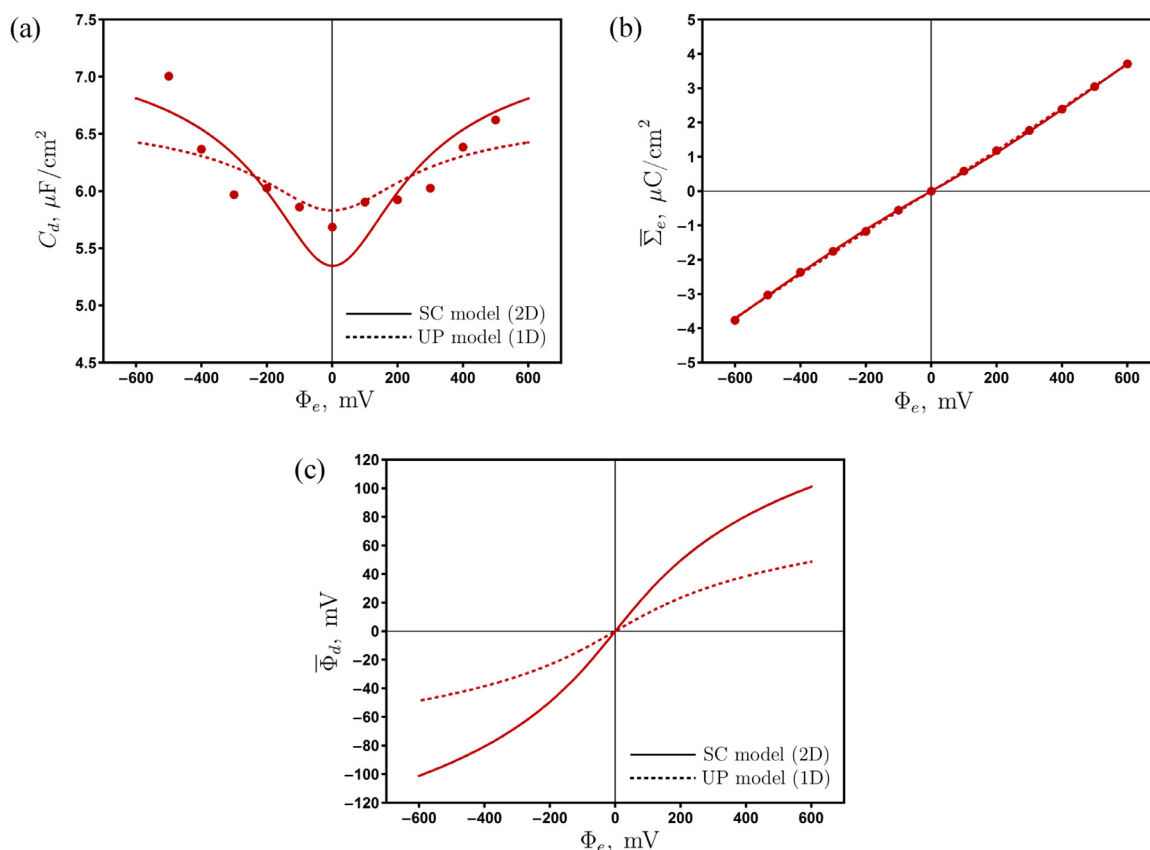 (a)
C_d, μF/cm²
7.5
7.0
6.5
6.0
5.5
5.0
4.5
SC model (2D)
UP model (1D)
−600 −400 −200 0 200 400 600
Φ_e, mV
(b)
Σ̿_e, μC/cm²
5
4
3
2
1
0
−1
−2
−3
−4
−5
−600 −400 −200 0 200 400 600
Φ_e, mV
(c)
Φ̅_d, mV
120
100
80
60
40
20
0
−20
−40
−60
−80
−100
−120
SC model (2D)
UP model (1D)
−600 −400 −200 0 200 400 600
Φ_e, mV